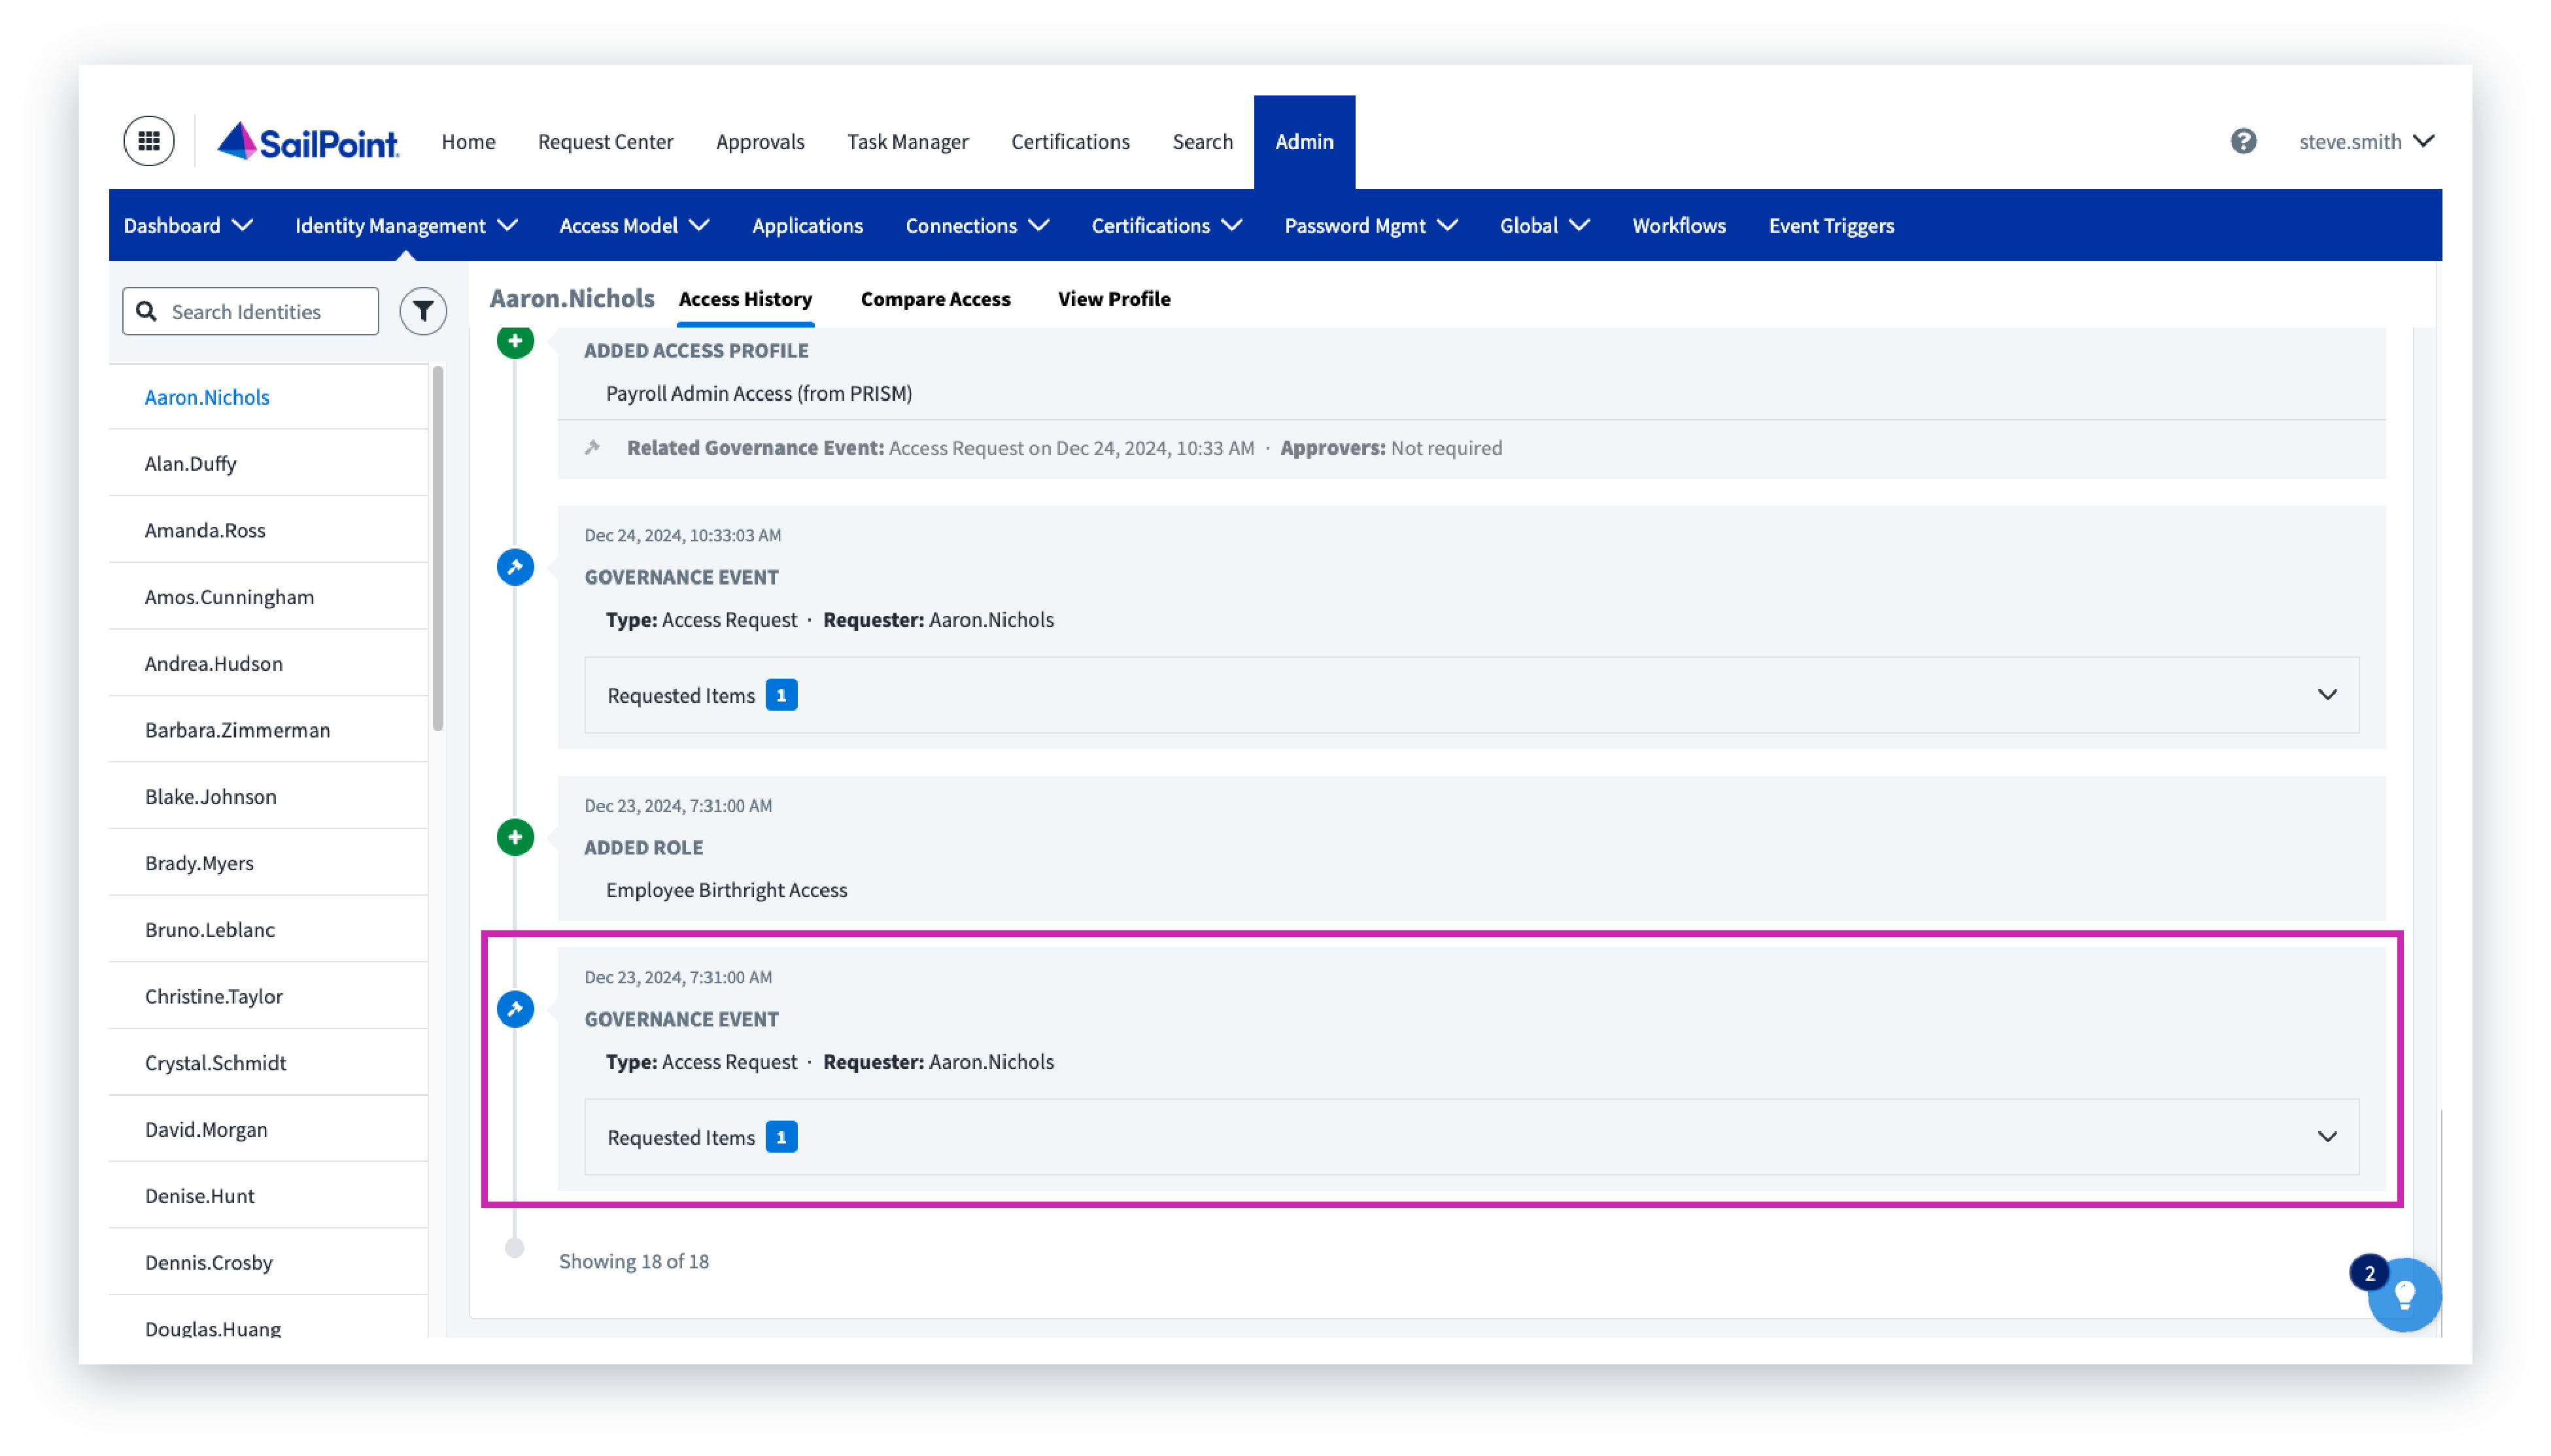 SailPoint
Home Request Center Approvals Task Manager Certifications Search Admin
steve.smith
Dashboard Identity Management Access Model Applications Connections Certifications Password Mgmt Global Workflows Event Triggers
Search Identities
Aaron.Nichols
Alan.Duffy
Amanda.Ross
Amos.Cunningham
Andrea.Hudson
Barbara.Zimmerman
Blake.Johnson
Brady.Myers
Bruno.Leblanc
Christine.Taylor
Crystal.Schmidt
David.Morgan
Denise.Hunt
Dennis.Crosby
Douglas.Huang
Aaron.Nichols Access History Compare Access View Profile
ADDED ACCESS PROFILE
Payroll Admin Access (from PRISM)
Related Governance Event: Access Request on Dec 24, 2024, 10:33 AM · Approvers: Not required
Dec 24, 2024, 10:33:03 AM
GOVERNANCE EVENT
Type: Access Request · Requester: Aaron.Nichols
Requested Items 1
Dec 23, 2024, 7:31:00 AM
ADDED ROLE
Employee Birthright Access
Dec 23, 2024, 7:31:00 AM
GOVERNANCE EVENT
Type: Access Request · Requester: Aaron.Nichols
Requested Items 1
Showing 18 of 18
2